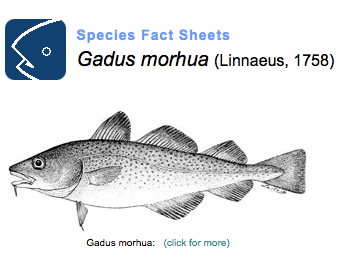 Species Fact Sheets
Gadus morhua (Linnaeus, 1758)
Gadus morhua: (click for more)